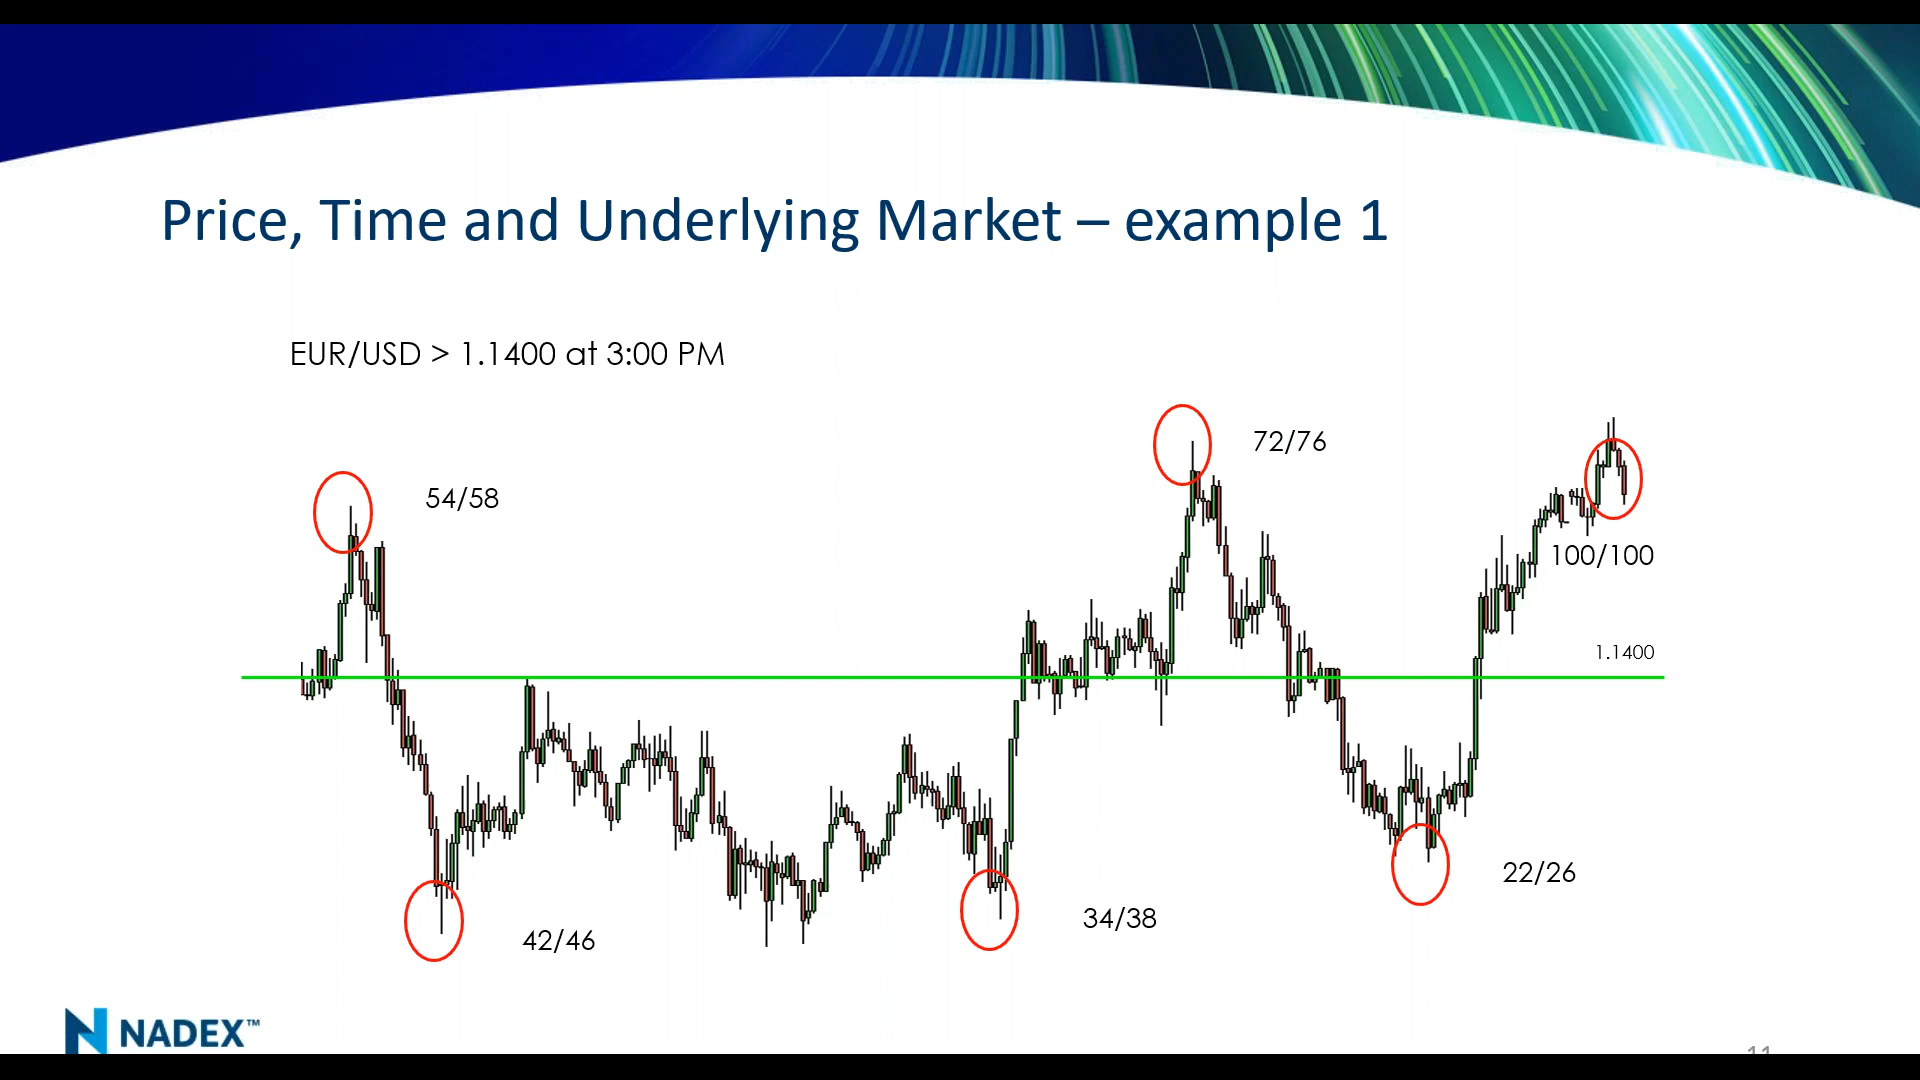 Price, Time and Underlying Market – example 1
EUR/USD > 1.1400 at 3:00 PM
72/76
54/58
100/100
1.1400
22/26
34/38
42/46
NADEX™
11